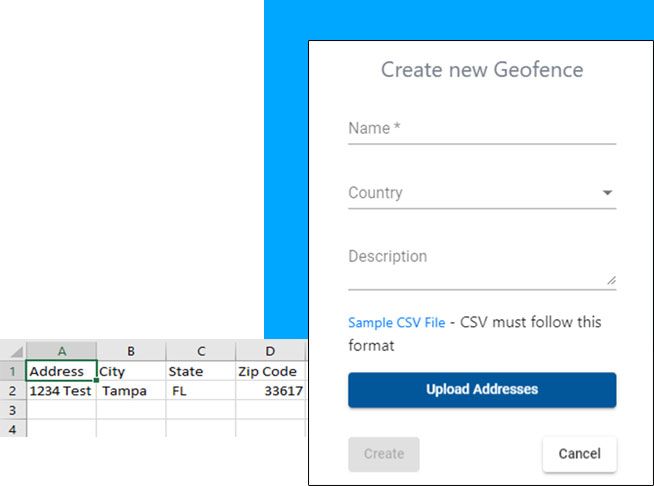 Create new Geofence
Name *
Country
Description
Sample CSV File - CSV must follow this
format
Upload Addresses
Create Cancel
A B C D
1 Address City State Zip Code
2 1234 Test Tampa FL 33617
3
4